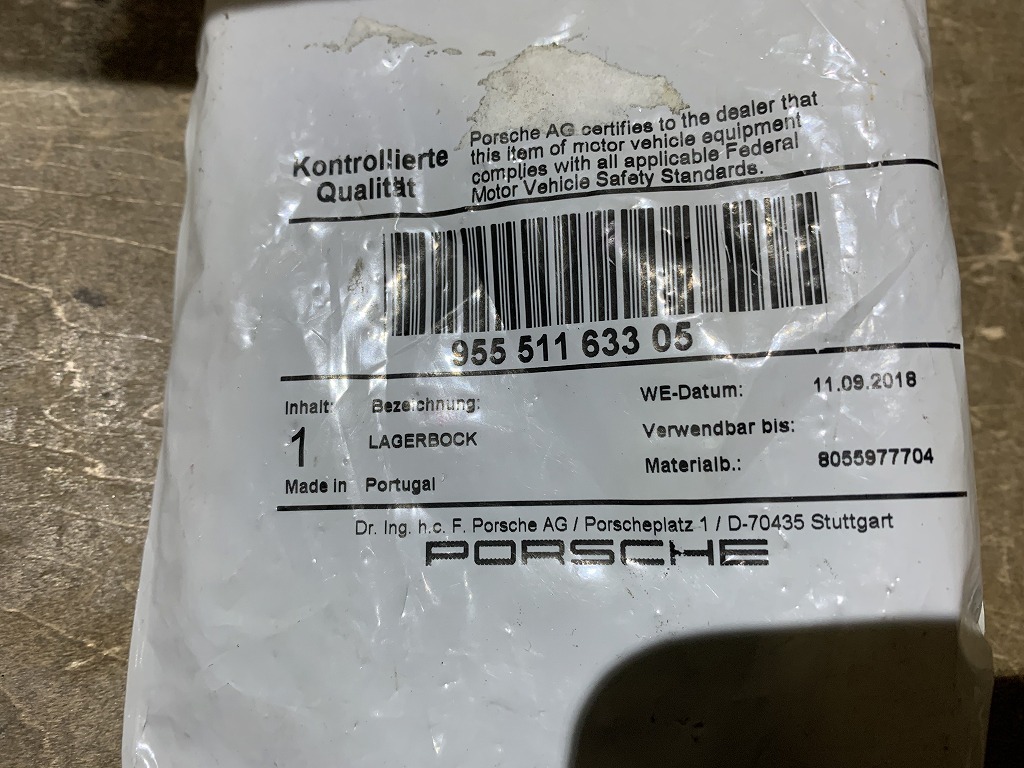 Kontrollierte
Qualität
Porsche AG certifies to the dealer that
this item of motor vehicle equipment
complies with all applicable Federal
Motor Vehicle Safety Standards.
955 511 633 05
Inhalt: Bezeichnung: WE-Datum: 11.09.2018
1 LAGERBOCK Verwendbar bis:
Materialb.: 8055977704
Made in Portugal
Dr. Ing. h.c. F. Porsche AG / Porscheplatz 1 / D-70435 Stuttgart
PORSCHE